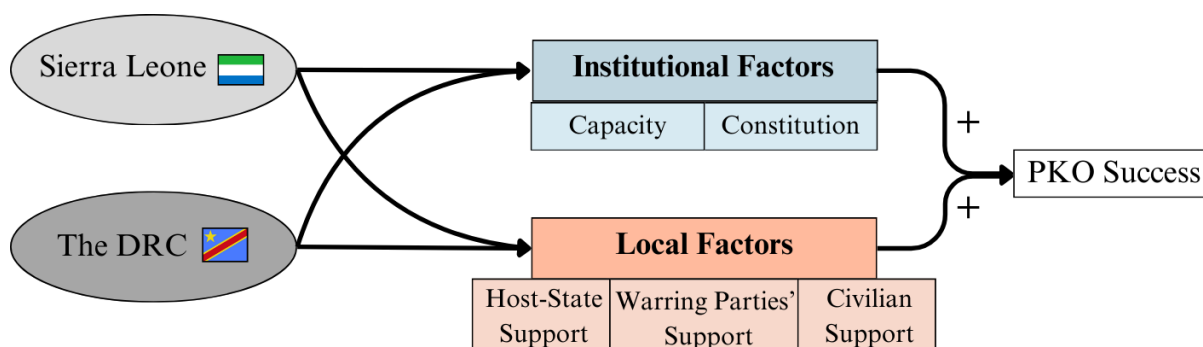 Sierra Leone
Institutional Factors
Capacity
Constitution
+
PKO Success
+
The DRC
Local Factors
Host-State
Support
Warring Parties’
Support
Civilian
Support